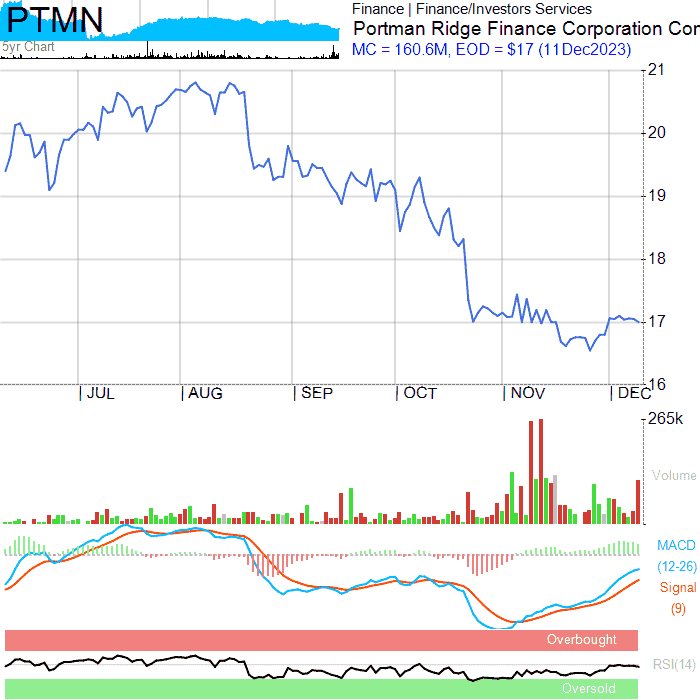 PTMN
Finance | Finance/Investors Services
Portman Ridge Finance Corporation Con
5yr Chart
MC = 160.6M, EOD = $17 (11Dec2023)
21
20
19
18
17
16
| JUL | AUG | SEP | OCT | NOV | DEC
265k
Volume
MACD
(12-26)
Signal
(9)
Overbought
RSI(14)
Oversold